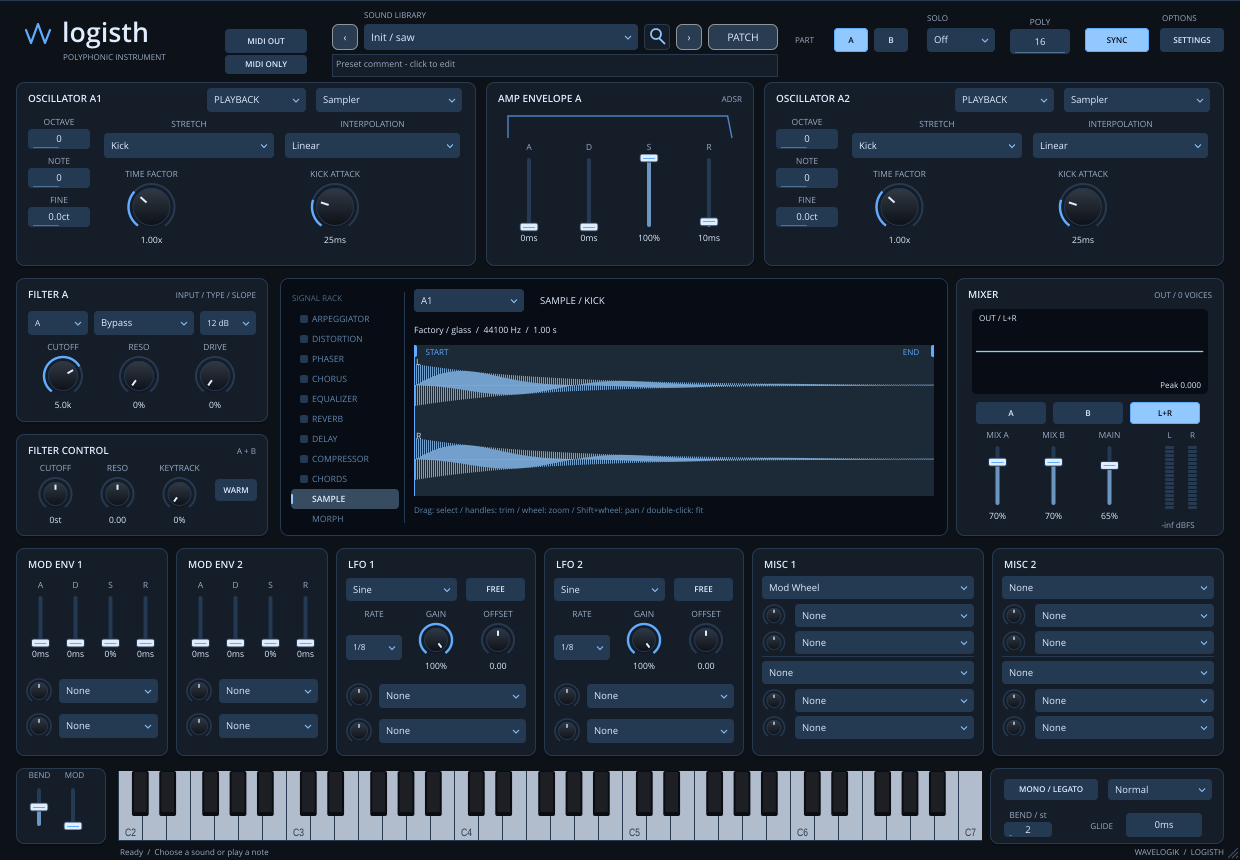 logisth
POLYPHONIC INSTRUMENT
MIDI OUT
MIDI ONLY
SOUND LIBRARY
‹ Init / saw › PATCH
Preset comment - click to edit
PART A B
SOLO
Off
POLY
16
SYNC
OPTIONS
SETTINGS
OSCILLATOR A1 PLAYBACK Sampler
OCTAVE
0
NOTE
0
FINE
0.0ct
STRETCH INTERPOLATION
Kick Linear
TIME FACTOR KICK ATTACK
1.00x 25ms
AMP ENVELOPE A ADSR
A D S R
0ms 0ms 100% 10ms
OSCILLATOR A2 PLAYBACK Sampler
OCTAVE
0
NOTE
0
FINE
0.0ct
STRETCH INTERPOLATION
Kick Linear
TIME FACTOR KICK ATTACK
1.00x 25ms
FILTER A INPUT / TYPE / SLOPE
A Bypass 12 dB
CUTOFF RESO DRIVE
5.0k 0% 0%
FILTER CONTROL A + B
CUTOFF RESO KEYTRACK
WARM
0st 0.00 0%
SIGNAL RACK
ARPEGGIATOR
DISTORTION
PHASER
CHORUS
EQUALIZER
REVERB
DELAY
COMPRESSOR
CHORDS
SAMPLE
MORPH
A1 SAMPLE / KICK
Factory / glass / 44100 Hz / 1.00 s
START END
L
R
Drag: select / handles: trim / wheel: zoom / Shift+wheel: pan / double-click: fit
MIXER OUT / 0 VOICES
OUT / L+R
Peak 0.000
A B L+R
MIX A MIX B MAIN L R
70% 70% 65%
-inf dBFS
MOD ENV 1
A D S R
0ms 0ms 0% 0ms
None
None
MOD ENV 2
A D S R
0ms 0ms 0% 0ms
None
None
LFO 1
Sine FREE
RATE GAIN OFFSET
1/8
100% 0.00
None
None
LFO 2
Sine FREE
RATE GAIN OFFSET
1/8
100% 0.00
None
None
MISC 1
Mod Wheel
None
None
None
None
None
MISC 2
None
None
None
None
None
None
BEND MOD
C2 C3 C4 C5 C6 C7
MONO / LEGATO Normal
BEND / st
2
GLIDE 0ms
Ready / Choose a sound or play a note
WAVELOGIK / LOGISTH